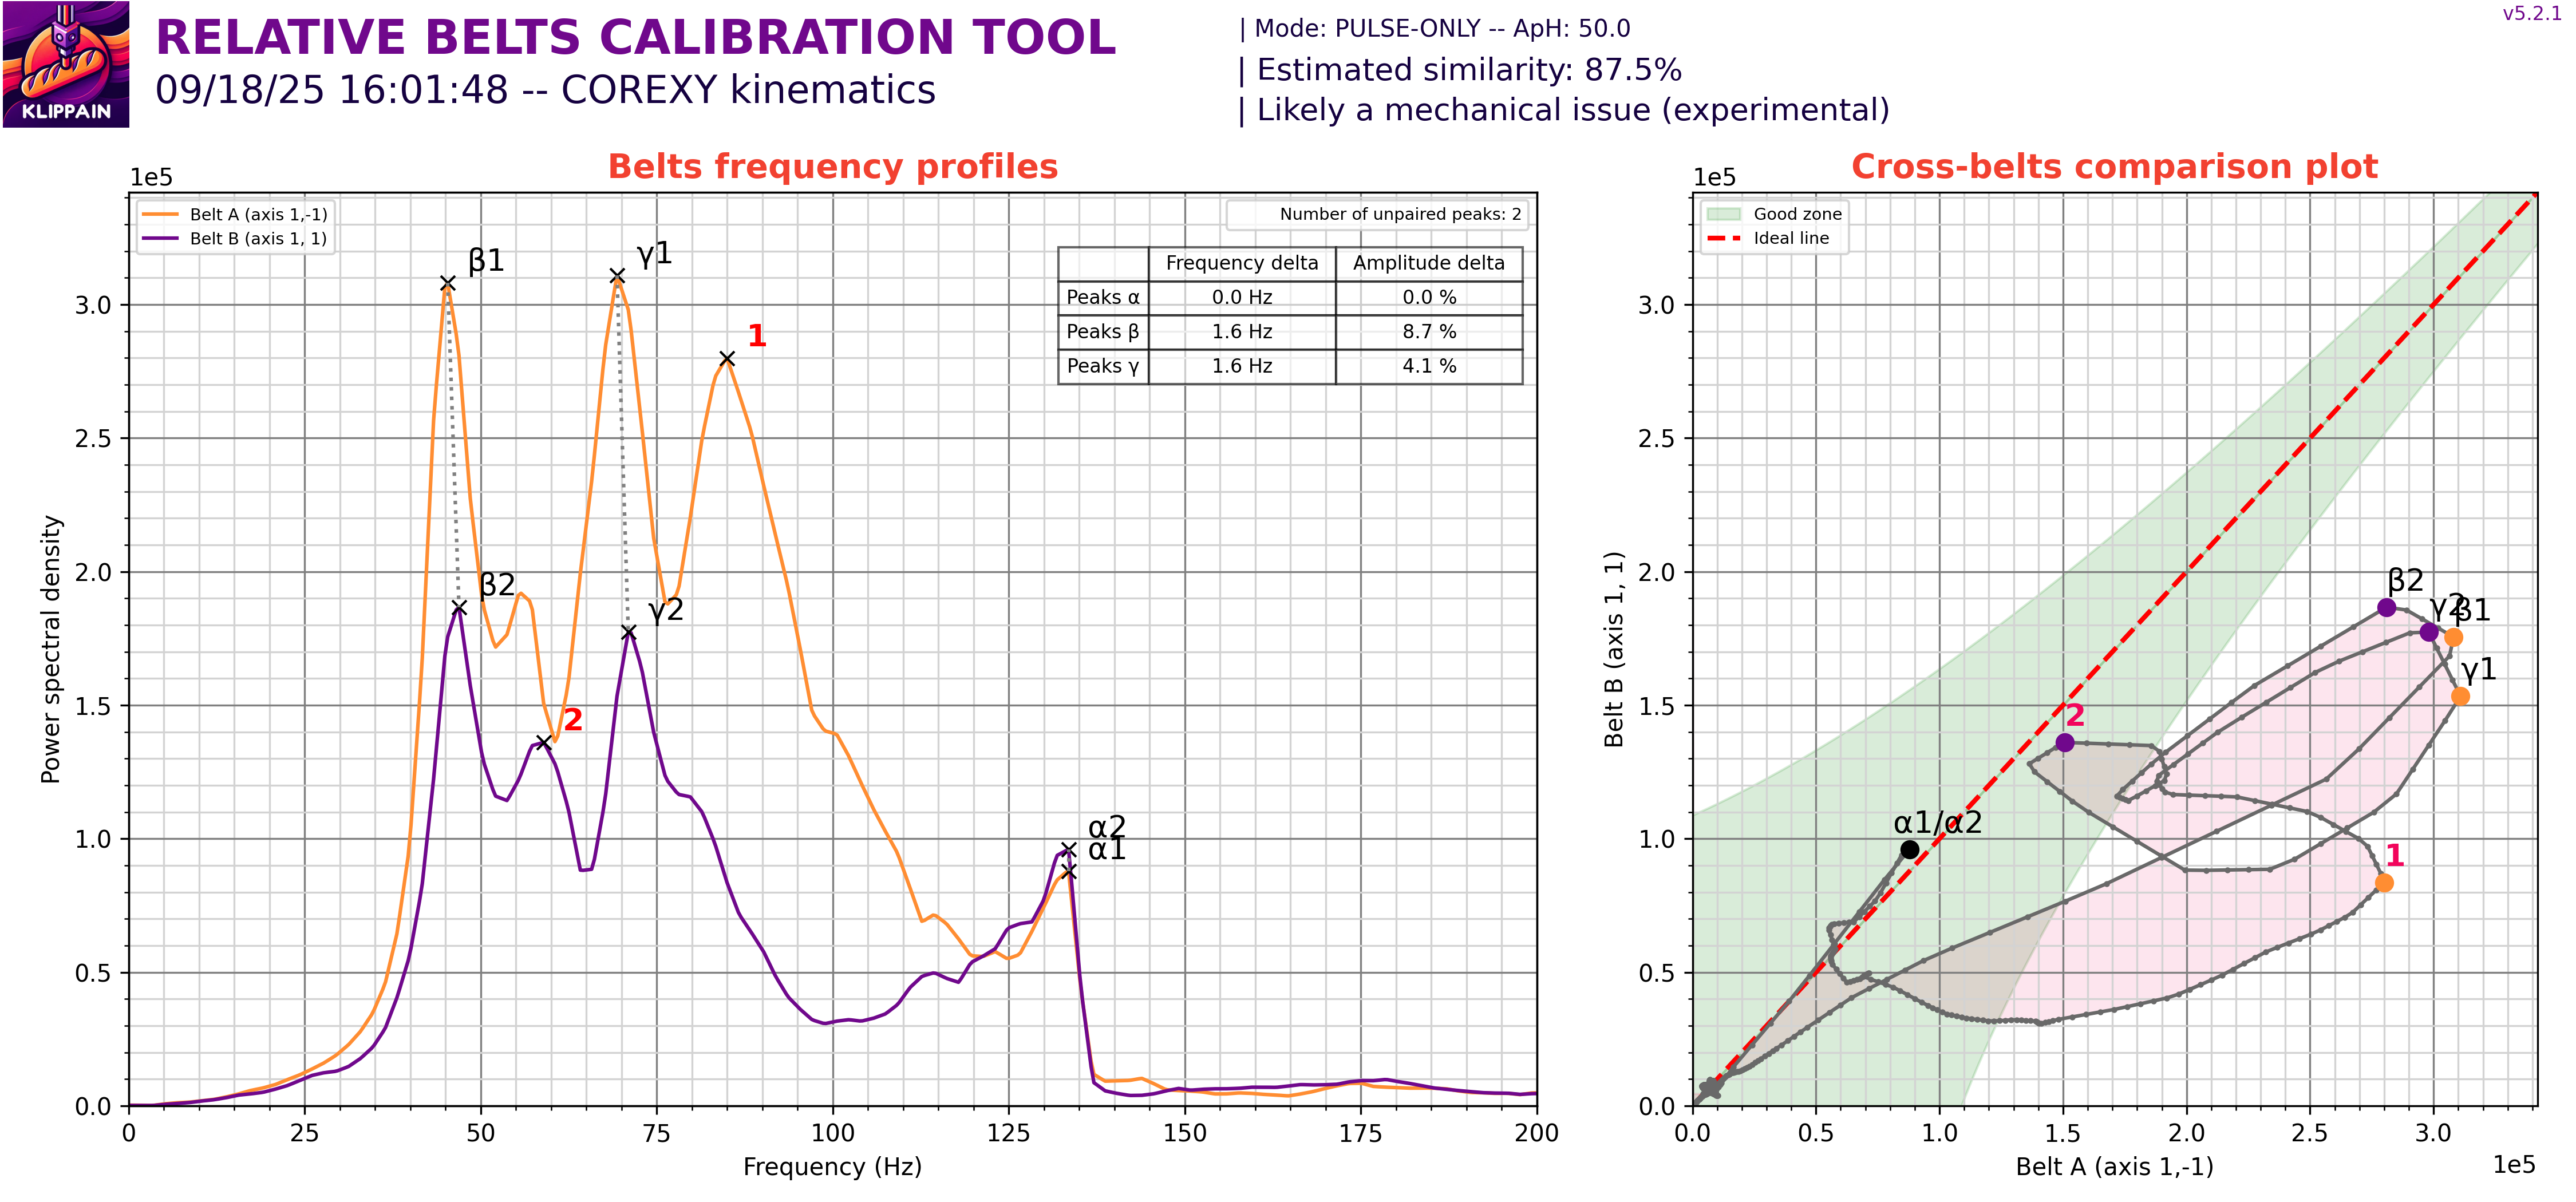 v5.2.1
KLIPPAIN
RELATIVE BELTS CALIBRATION TOOL
09/18/25 16:01:48 -- COREXY kinematics
| Mode: PULSE-ONLY -- ApH: 50.0
| Estimated similarity: 87.5%
| Likely a mechanical issue (experimental)
Belts frequency profiles
1e5
Belt A (axis 1,-1)
Belt B (axis 1, 1)
Number of unpaired peaks: 2
Frequency delta Amplitude delta
Peaks α 0.0 Hz 0.0 %
Peaks β 1.6 Hz 8.7 %
Peaks γ 1.6 Hz 4.1 %
β1
γ1
1
β2
γ2
2
α2
α1
3.0
2.5
2.0
1.5
1.0
0.5
0.0
Power spectral density
0 25 50 75 100 125 150 175 200
Frequency (Hz)
Cross-belts comparison plot
1e5
Good zone
Ideal line
β2
γ2
β1
γ1
2
α1/α2
1
3.0
2.5
2.0
1.5
1.0
0.5
0.0
Belt B (axis 1, 1)
0.0 0.5 1.0 1.5 2.0 2.5 3.0
Belt A (axis 1,-1)
1e5